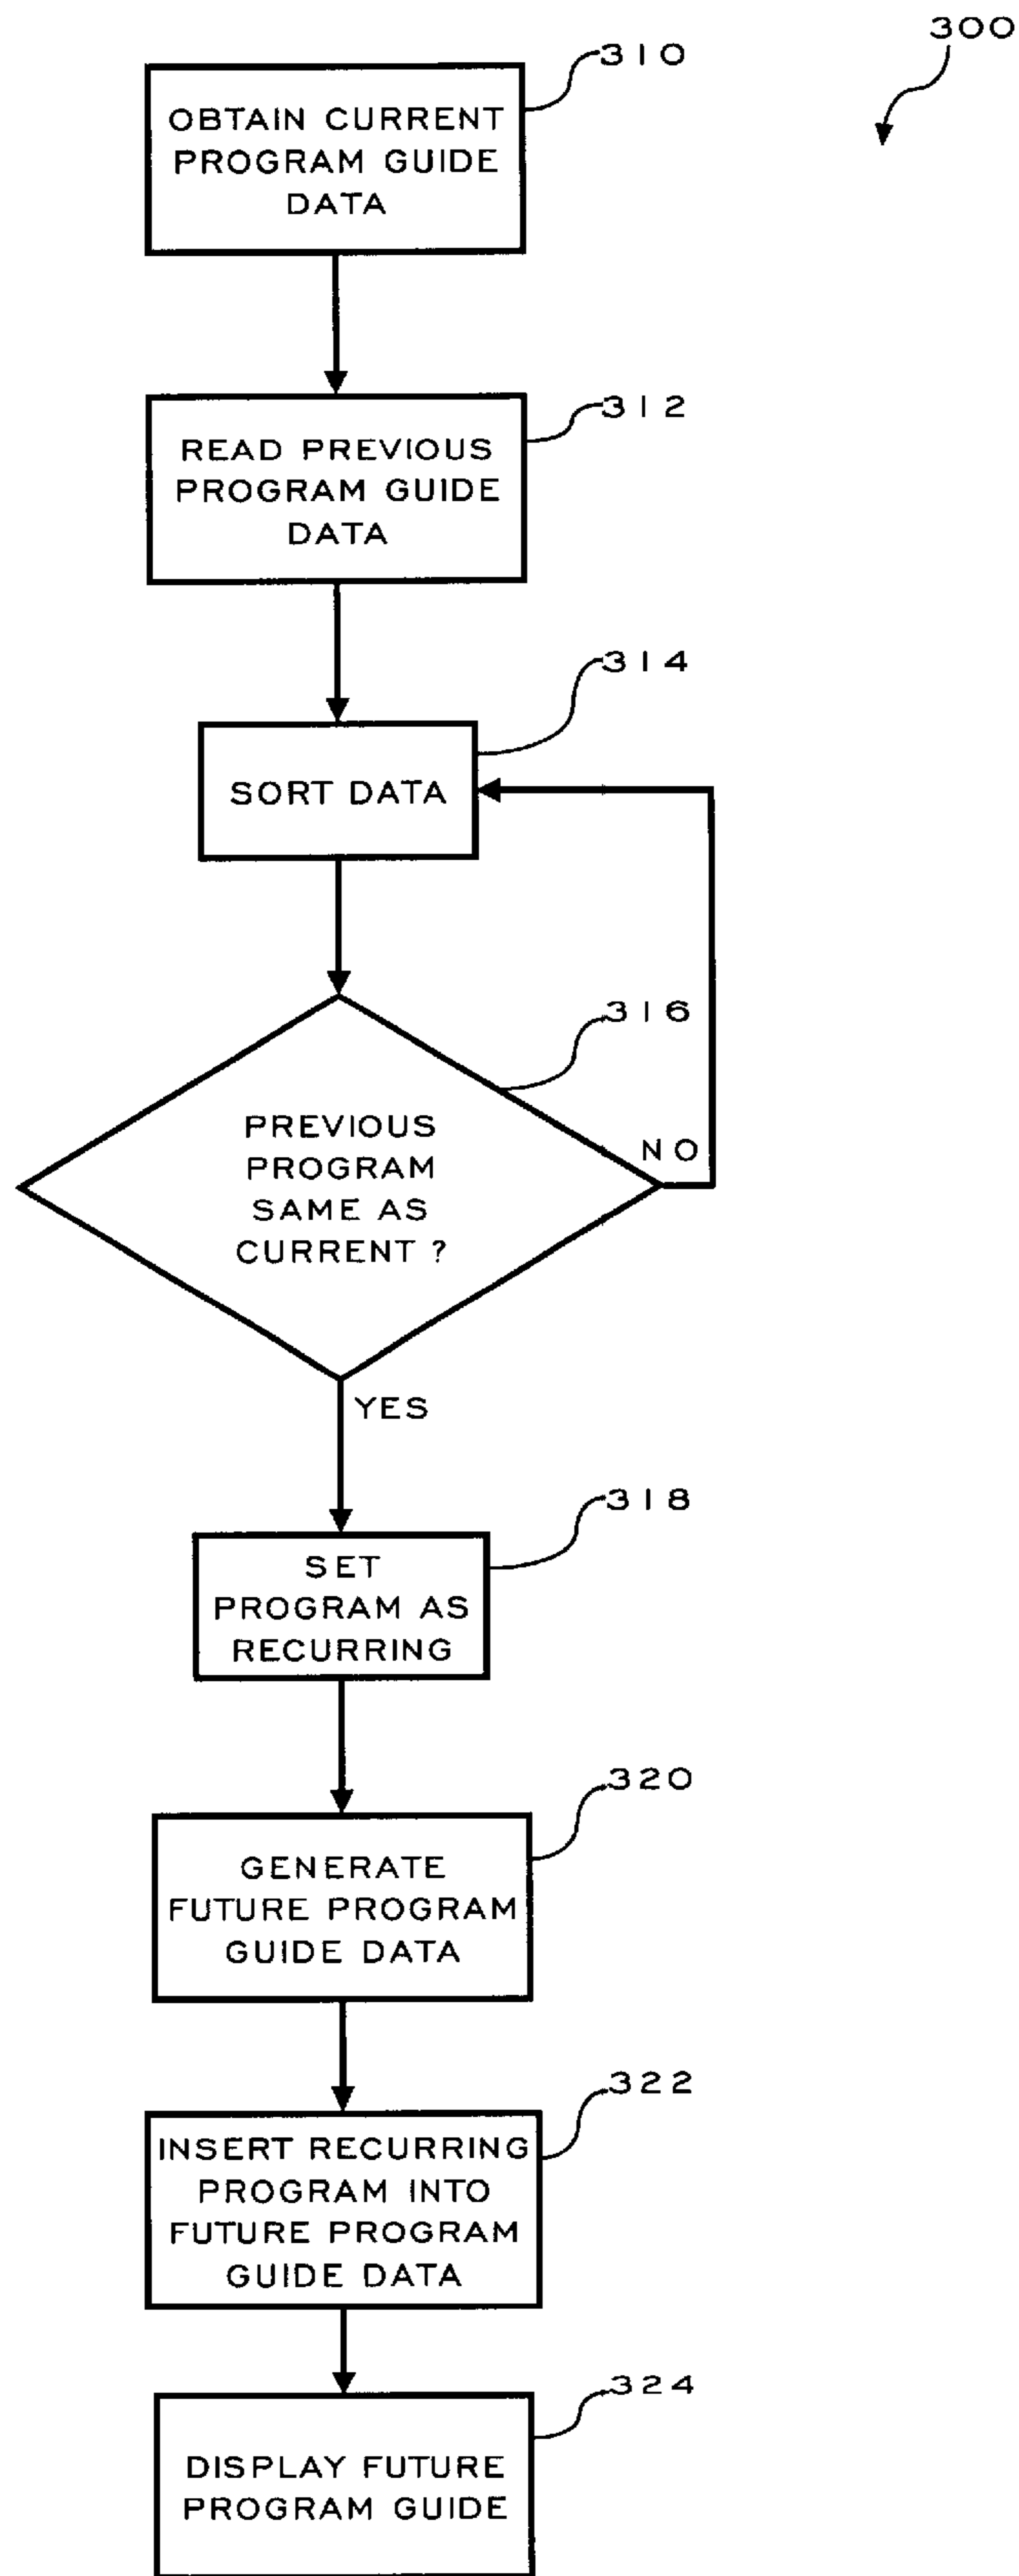 300
310
OBTAIN CURRENT
PROGRAM GUIDE
DATA
312
READ PREVIOUS
PROGRAM GUIDE
DATA
314
SORT DATA
316
PREVIOUS
PROGRAM
SAME AS
CURRENT ?
NO
YES
318
SET
PROGRAM AS
RECURRING
320
GENERATE
FUTURE PROGRAM
GUIDE DATA
322
INSERT RECURRING
PROGRAM INTO
FUTURE PROGRAM
GUIDE DATA
324
DISPLAY FUTURE
PROGRAM GUIDE